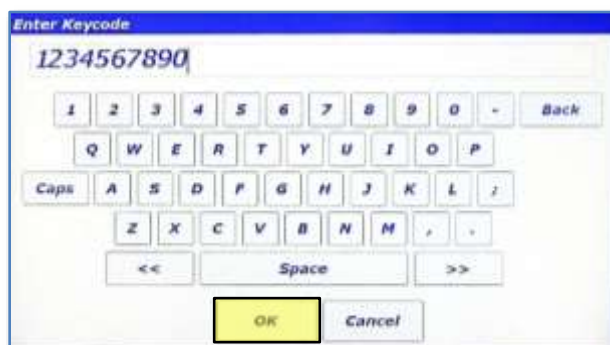 Enter Keycode
1234567890
1 2 3 4 5 6 7 8 9 0 - Back
Q W E R T Y U I O P
Caps A S D F G H J K L ;
Z X C V B N M , .
<< Space >>
OK Cancel